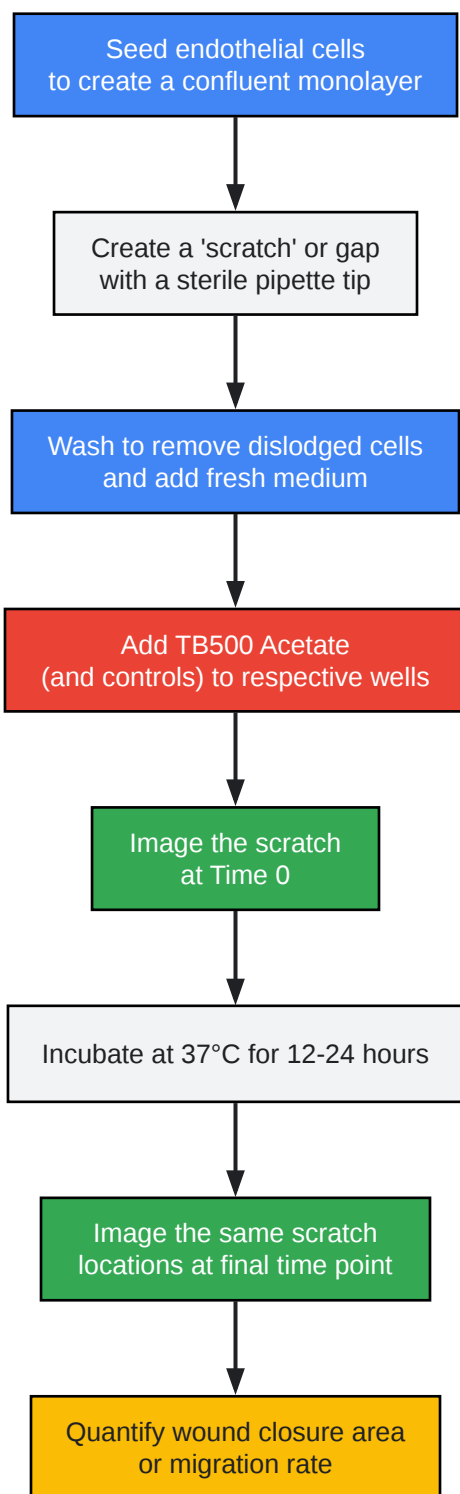 Seed endothelial cells
to create a confluent monolayer
Create a 'scratch' or gap
with a sterile pipette tip
Wash to remove dislodged cells
and add fresh medium
Add TB500 Acetate
(and controls) to respective wells
Image the scratch
at Time 0
Incubate at 37°C for 12-24 hours
Image the same scratch
locations at final time point
Quantify wound closure area
or migration rate